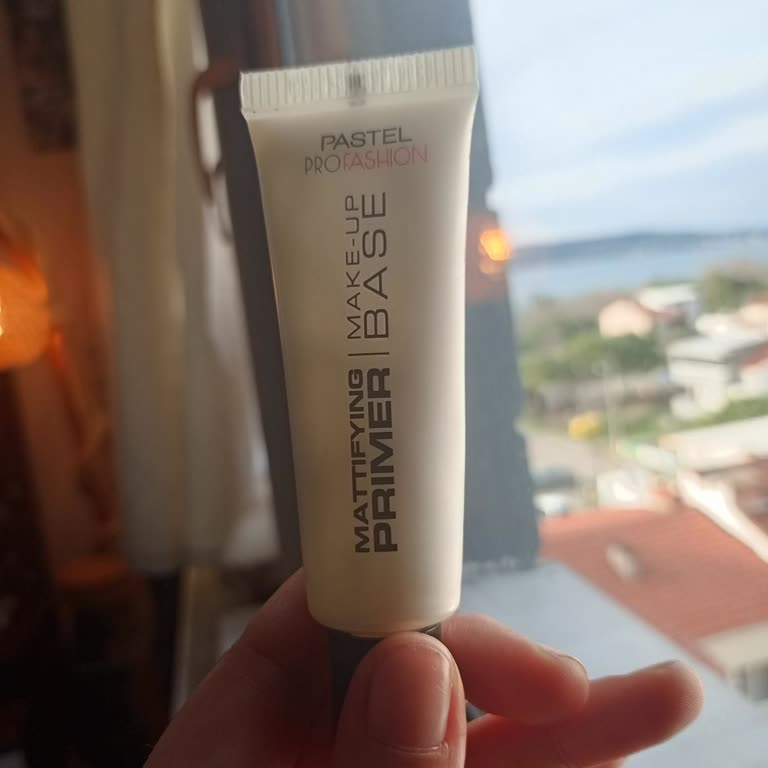 PASTEL
PROFASHION
MATTIFYING | MAKE-UP
PRIMER | BASE